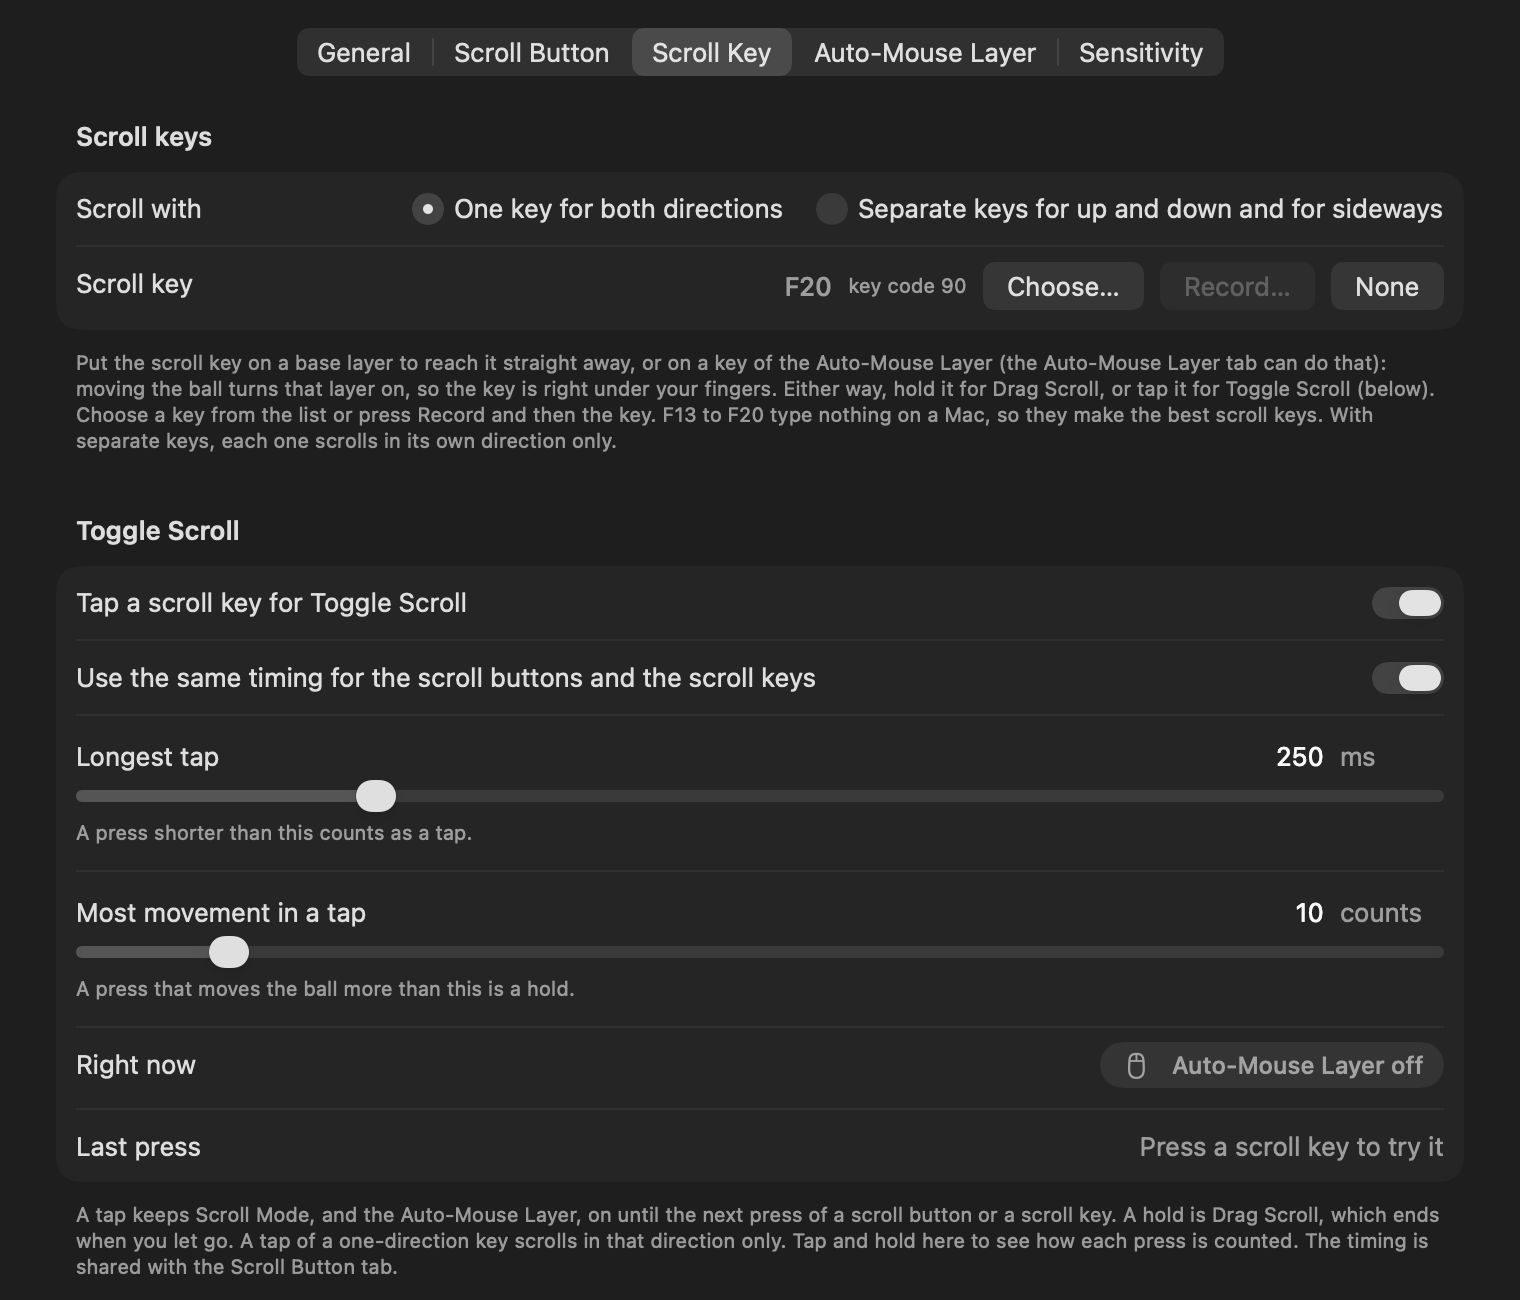 General
Scroll Button
Scroll Key
Auto-Mouse Layer
Sensitivity
Scroll keys
Scroll with
One key for both directions
Separate keys for up and down and for sideways
Scroll key
F20 key code 90
Choose...
Record...
None
Put the scroll key on a base layer to reach it straight away, or on a key of the Auto-Mouse Layer (the Auto-Mouse Layer tab can do that):
moving the ball turns that layer on, so the key is right under your fingers. Either way, hold it for Drag Scroll, or tap it for Toggle Scroll (below).
Choose a key from the list or press Record and then the key. F13 to F20 type nothing on a Mac, so they make the best scroll keys. With
separate keys, each one scrolls in its own direction only.
Toggle Scroll
Tap a scroll key for Toggle Scroll
Use the same timing for the scroll buttons and the scroll keys
Longest tap
250 ms
A press shorter than this counts as a tap.
Most movement in a tap
10 counts
A press that moves the ball more than this is a hold.
Right now
Auto-Mouse Layer off
Last press
Press a scroll key to try it
A tap keeps Scroll Mode, and the Auto-Mouse Layer, on until the next press of a scroll button or a scroll key. A hold is Drag Scroll, which ends
when you let go. A tap of a one-direction key scrolls in that direction only. Tap and hold here to see how each press is counted. The timing is
shared with the Scroll Button tab.